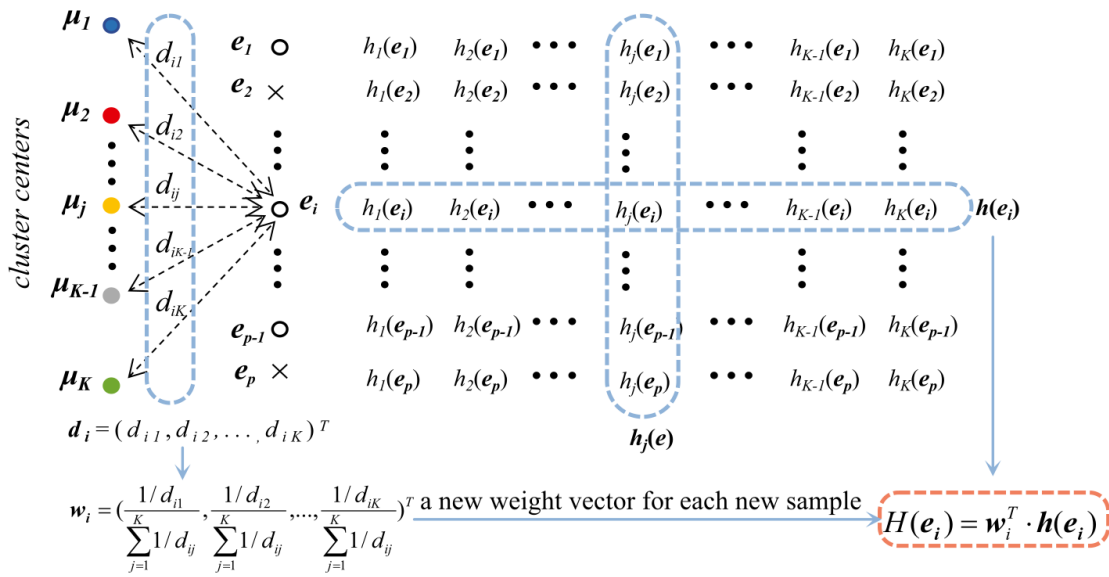 cluster centers
μ1 di1 e1 h1(e1) h2(e1) ••• hj(e1) ••• hK-1(e1) hK(e1)
e2 × h1(e2) h2(e2) ••• hj(e2) ••• hK-1(e2) hK(e2)
μ2 di2
μj dij ei h1(ei) h2(ei) ••• hj(ei) ••• hK-1(ei) hK(ei) h(ei)
diK-1
μK-1 diK
ep-1 h1(ep-1) h2(ep-1) ••• hj(ep-1) ••• hK-1(ep-1) hK(ep-1)
μK ep × h1(ep) h2(ep) ••• hj(ep) ••• hK-1(ep) hK(ep)
di = (di1, di2, ..., diK)T
hj(e)
wi = (1/di1 / ∑j=1K 1/dij, 1/di2 / ∑j=1K 1/dij, ..., 1/diK / ∑j=1K 1/dij)T
a new weight vector for each new sample
H(ei) = wiT · h(ei)